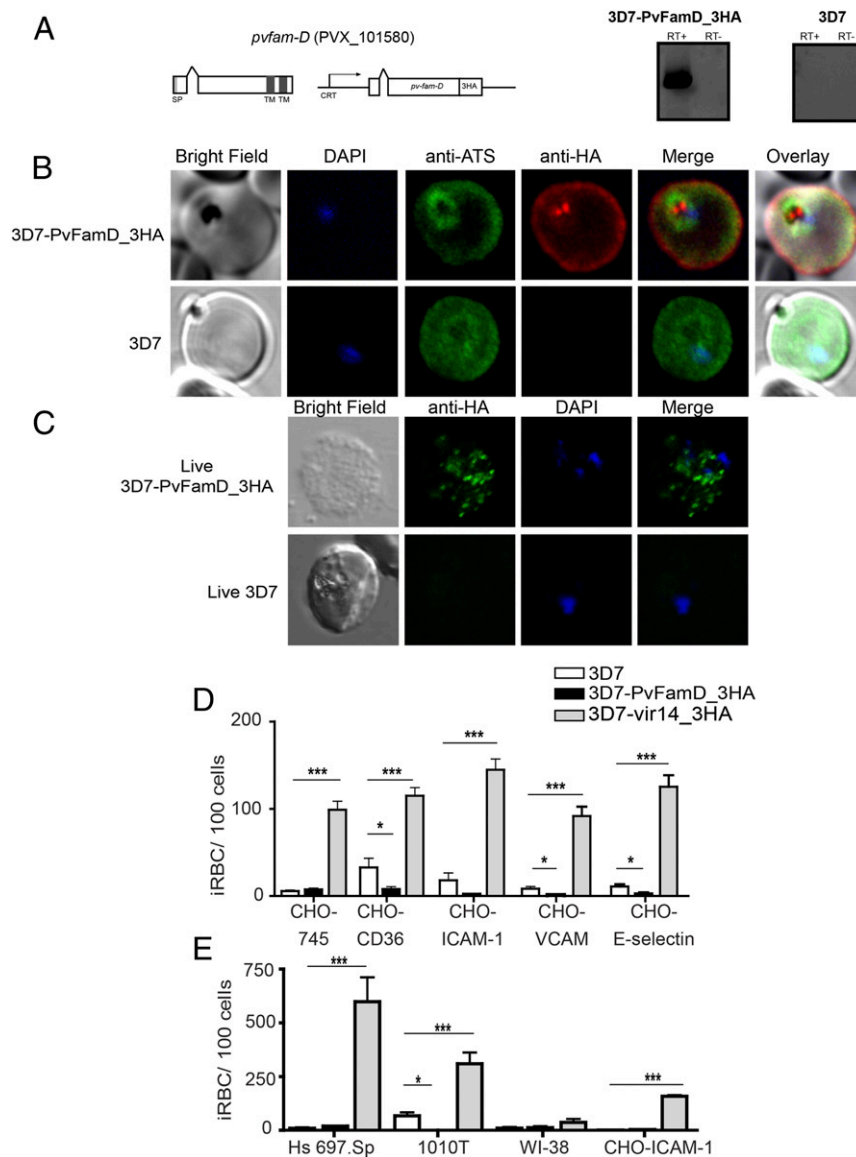 A
pvfam-D (PVX_101580)
SP
TM TM
CRT
pv-fam-D
3HA
3D7-PvFamD_3HA
RT+ RT-
3D7
RT+ RT-
B
Bright Field DAPI anti-ATS anti-HA Merge Overlay
3D7-PvFamD_3HA
3D7
C
Bright Field anti-HA DAPI Merge
Live
3D7-PvFamD_3HA
Live 3D7
D
3D7
3D7-PvFamD_3HA
3D7-vir14_3HA
iRBC/ 100 cells
200
100
0
*** *** *** *** ***
* * *
CHO- CHO- CHO- CHO- CHO-
745 CD36 ICAM-1 VCAM E-selectin
E
iRBC/ 100 cells
750
500
250
0
*** *** ***
*
Hs 697.Sp 1010T WI-38 CHO-ICAM-1